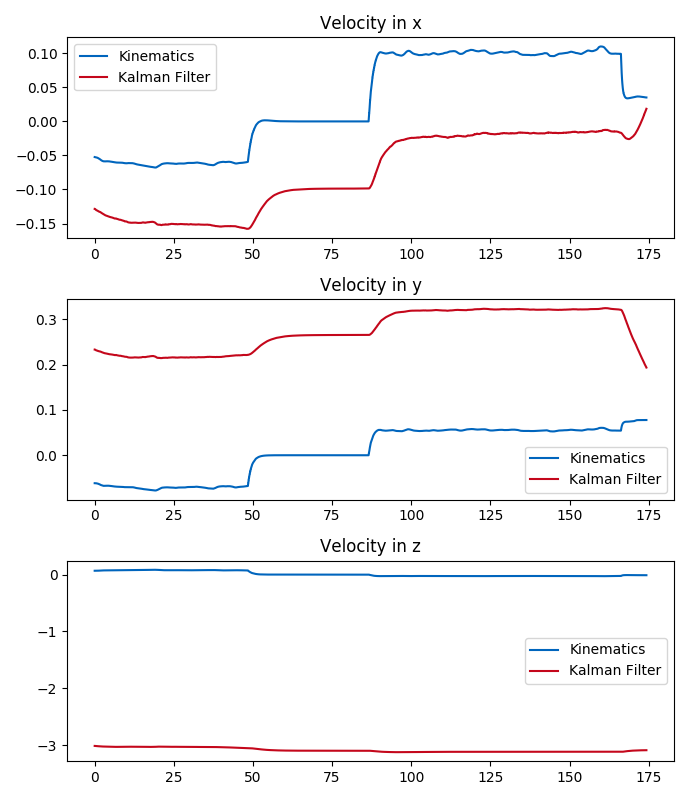 Velocity in x
0.10
0.05
0.00
−0.05
−0.10
−0.15
Kinematics
Kalman Filter
0 25 50 75 100 125 150 175
Velocity in y
0.3
0.2
0.1
0.0
Kinematics
Kalman Filter
0 25 50 75 100 125 150 175
Velocity in z
0
−1
−2
−3
Kinematics
Kalman Filter
0 25 50 75 100 125 150 175